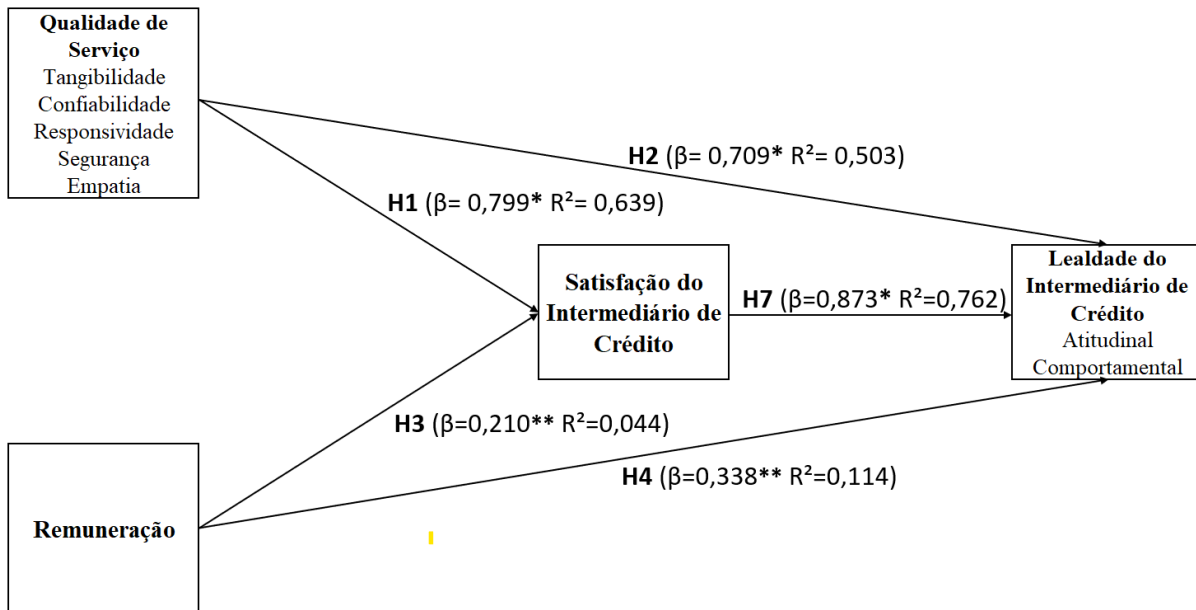 Qualidade de
Serviço
Tangibilidade
Confiabilidade
Responsividade
Segurança
Empatia
H2 (β= 0,709* R²= 0,503)
H1 (β= 0,799* R²= 0,639)
Satisfação do
Intermediário de
Crédito
H7 (β=0,873* R²=0,762)
Lealdade do
Intermediário de
Crédito
Atitudinal
Comportamental
H3 (β=0,210** R²=0,044)
H4 (β=0,338** R²=0,114)
Remuneração